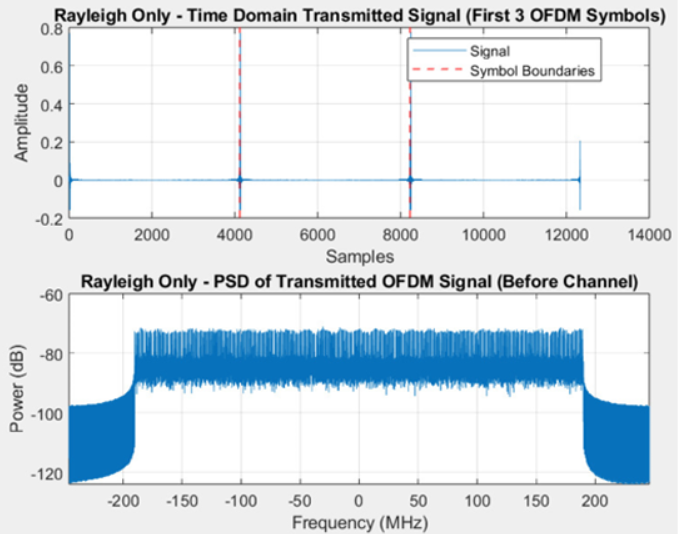 Rayleigh Only - Time Domain Transmitted Signal (First 3 OFDM Symbols)
0.8
0.6
0.4
0.2
0
-0.2
Amplitude
Signal
Symbol Boundaries
0 2000 4000 6000 8000 10000 12000 14000
Samples
Rayleigh Only - PSD of Transmitted OFDM Signal (Before Channel)
-60
-80
-100
-120
Power (dB)
-200 -150 -100 -50 0 50 100 150 200
Frequency (MHz)